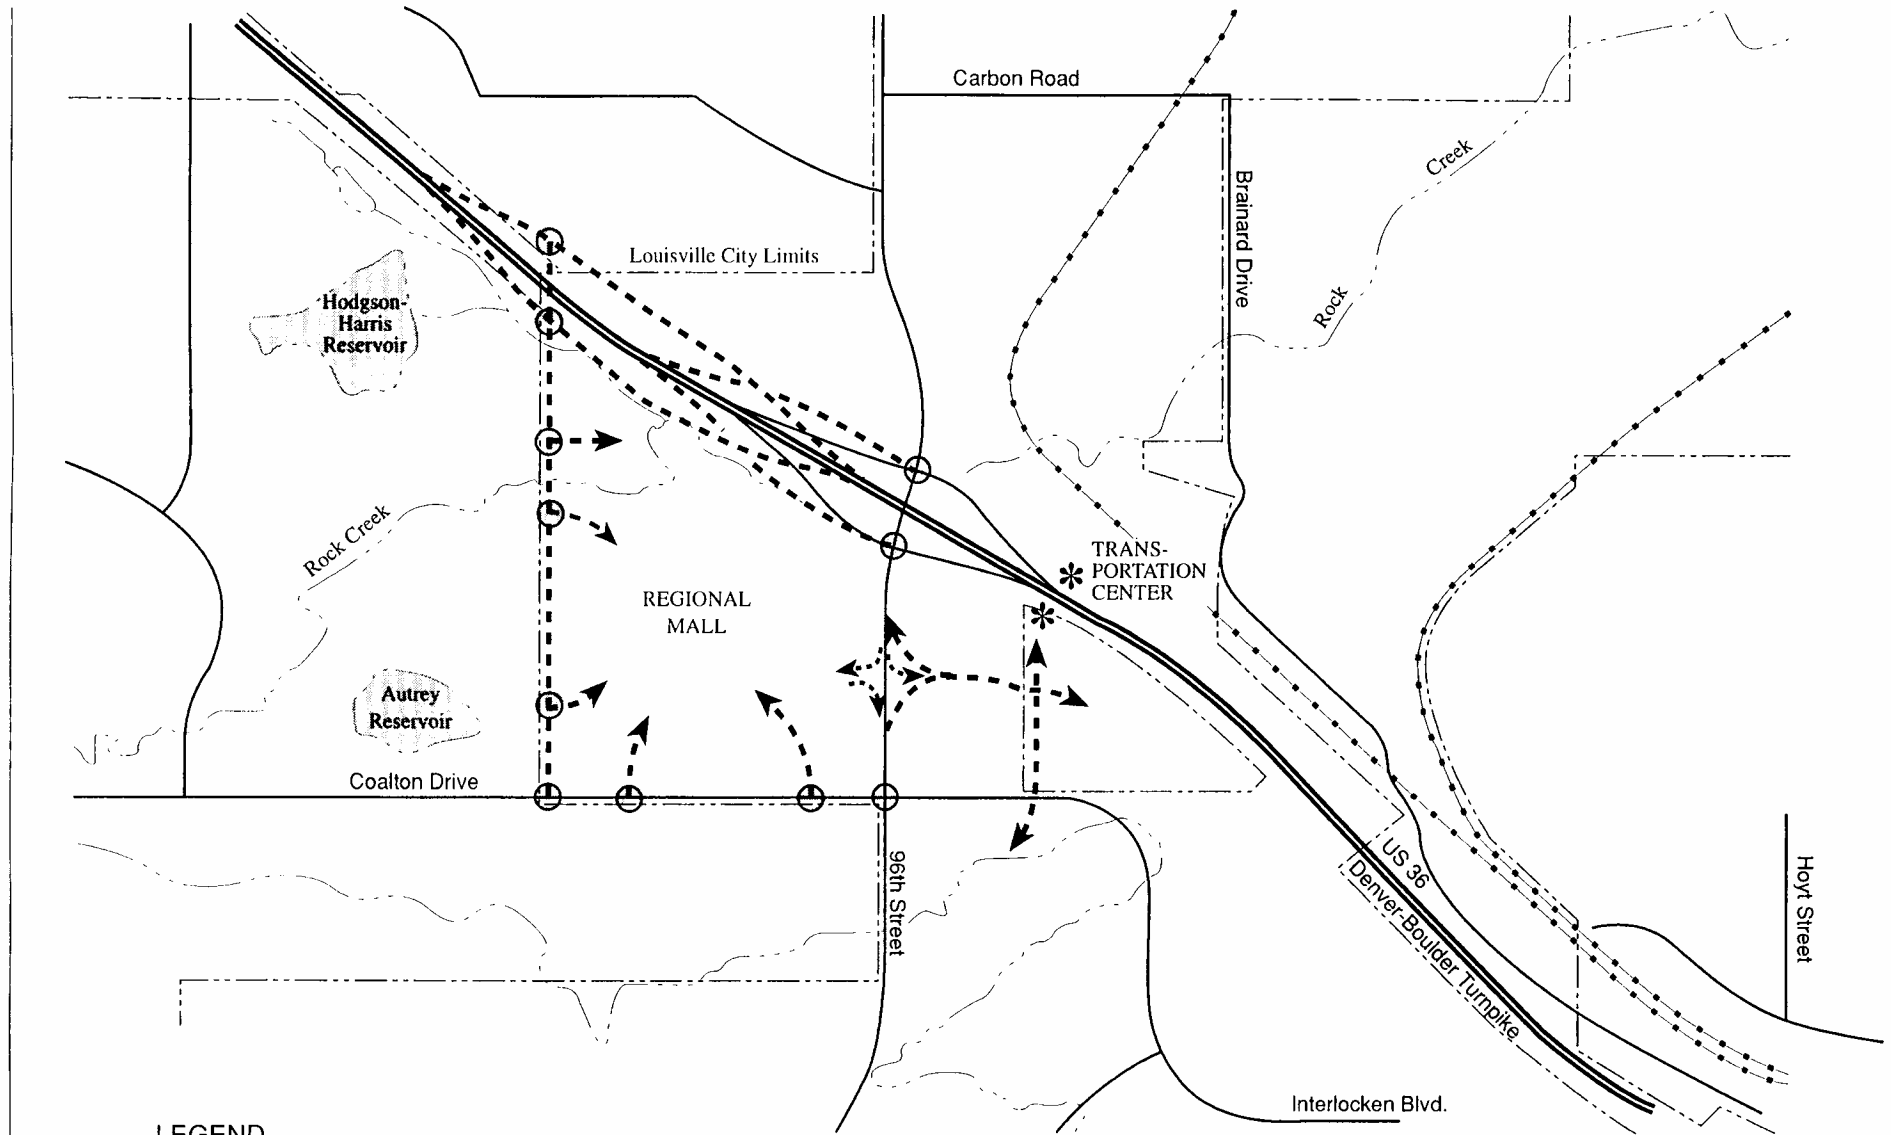 Carbon Road
Creek
Brainard Drive
Louisville City Limits
Rock
Hodgson-
Harris
Reservoir
Rock Creek
TRANS-
PORTATION
CENTER
REGIONAL
MALL
Autrey
Reservoir
Coalton Drive
96th Street
US 36
Denver-Boulder Turnpike
Hoyt Street
Interlocken Blvd.
LEGEND